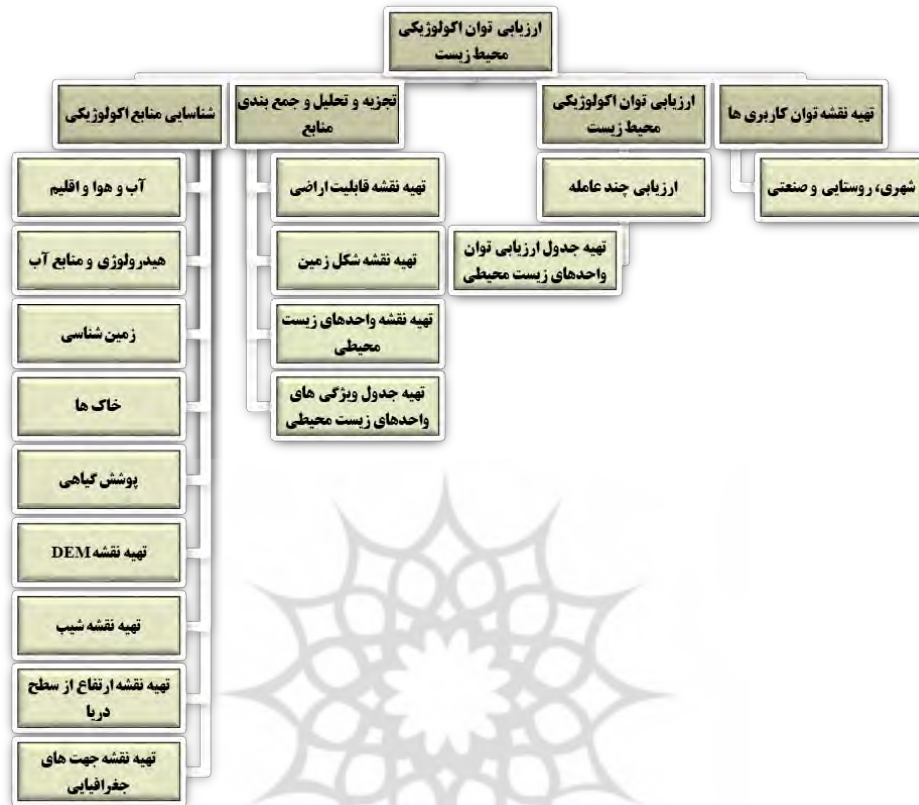 ارزیابی توان اکولوژیکی
محیط زیست
تهیه نقشه توان کاربری ها
شهری، روستایی و صنعتی
ارزیابی توان اکولوژیکی
محیط زیست
ارزیابی چند عامله
تهیه جدول ارزیابی توان
واحدهای زیست محیطی
تجزیه و تحلیل و جمع بندی
منابع
تهیه نقشه قابلیت اراضی
تهیه نقشه شکل زمین
تهیه نقشه واحدهای زیست
محیطی
تهیه جدول ویژگی های
واحدهای زیست محیطی
شناسایی منابع اکولوژیکی
آب و هوا و اقلیم
هیدرولوژی و منابع آب
زمین شناسی
خاک ها
پوشش گیاهی
تهیه نقشه DEM
تهیه نقشه شیب
تهیه نقشه ارتفاع از سطح
دریا
تهیه نقشه جهت های
جغرافیایی